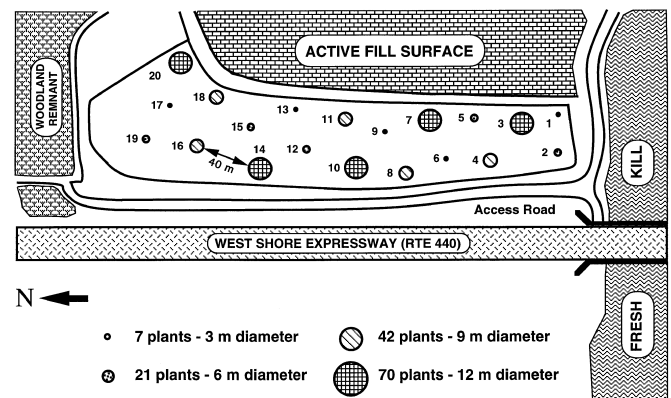 ACTIVE FILL SURFACE
WOODLAND
REMNANT
20
17
18
13
11
7
5
3
1
15
9
19
16
14
12
40 m
10
8
6
4
2
KILL
Access Road
WEST SHORE EXPRESSWAY (RTE 440)
N
FRESH
7 plants - 3 m diameter
42 plants - 9 m diameter
21 plants - 6 m diameter
70 plants - 12 m diameter